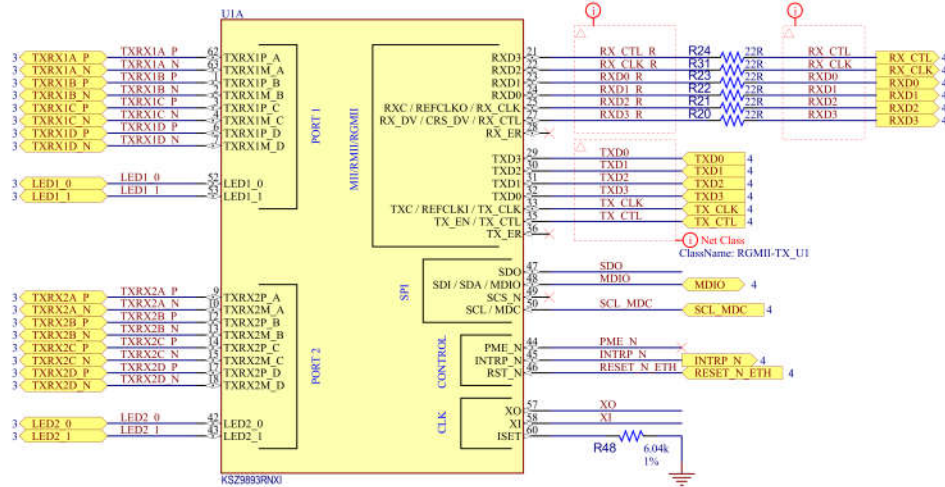 U1A
3 TXRX1A_P TXRX1A_P 62 TXRX1P_A
3 TXRX1A_N TXRX1A_N 63 TXRX1M_A
3 TXRX1B_P TXRX1B_P 1 TXRX1P_B
3 TXRX1B_N TXRX1B_N TXRX1M_B
3 TXRX1C_P TXRX1C_P TXRX1P_C
3 TXRX1C_N TXRX1C_N TXRX1M_C
3 TXRX1D_P TXRX1D_P TXRX1P_D
3 TXRX1D_N TXRX1D_N TXRX1M_D
PORT 1
3 LED1_0 LED1_0 52 LED1_0
3 LED1_1 LED1_1 53 LED1_1
3 TXRX2A_P TXRX2A_P 9 TXRX2P_A
3 TXRX2A_N TXRX2A_N 10 TXRX2M_A
3 TXRX2B_P TXRX2B_P 12 TXRX2P_B
3 TXRX2B_N TXRX2B_N 13 TXRX2M_B
3 TXRX2C_P TXRX2C_P 14 TXRX2P_C
3 TXRX2C_N TXRX2C_N 15 TXRX2M_C
3 TXRX2D_P TXRX2D_P 17 TXRX2P_D
3 TXRX2D_N TXRX2D_N 18 TXRX2M_D
PORT 2
3 LED2_0 LED2_0 42 LED2_0
3 LED2_1 LED2_1 43 LED2_1
KSZ9893RNXI
MII/RMII/RGMII
RXD3 21 RX_CTL_R R24 22R RX_CTL RX_CTL 4
RXD2 22 RX_CLK_R R31 22R RX_CLK RX_CLK 4
RXD1 23 RXD0_R R23 22R RXD0 RXD0 4
RXD0 24 RXD1_R R22 22R RXD1 RXD1 4
RXC / REFCLKO / RX_CLK RXD2_R R21 22R RXD2 RXD2 4
RX_DV / CRS_DV / RX_CTL 27 RXD3_R R20 22R RXD3 RXD3 4
RX_ER 28
TXD3 29 TXD0 TXD0 4
TXD2 30 TXD1 TXD1 4
TXD1 31 TXD2 TXD2 4
TXD0 32 TXD3 TXD3 4
TXC / REFCLKI / TX_CLK 33 TX_CLK TX_CLK 4
TX_EN / TX_CTL 35 TX_CTL TX_CTL 4
TX_ER 36
i Net Class
ClassName: RGMII-TX_U1
SPI
SDO 47 SDO
SDI / SDA / MDIO 48 MDIO MDIO 4
SCS_N 49
SCL / MDC 50 SCL_MDC SCL_MDC 4
CONTROL
PME_N 44 PME_N
INTRP_N 45 INTRP_N INTRP_N 4
RST_N 46 RESET_N_ETH RESET_N_ETH 4
CLK
XO 57 XO
XI 58 XI
ISET 60
R48 6.04k
1%